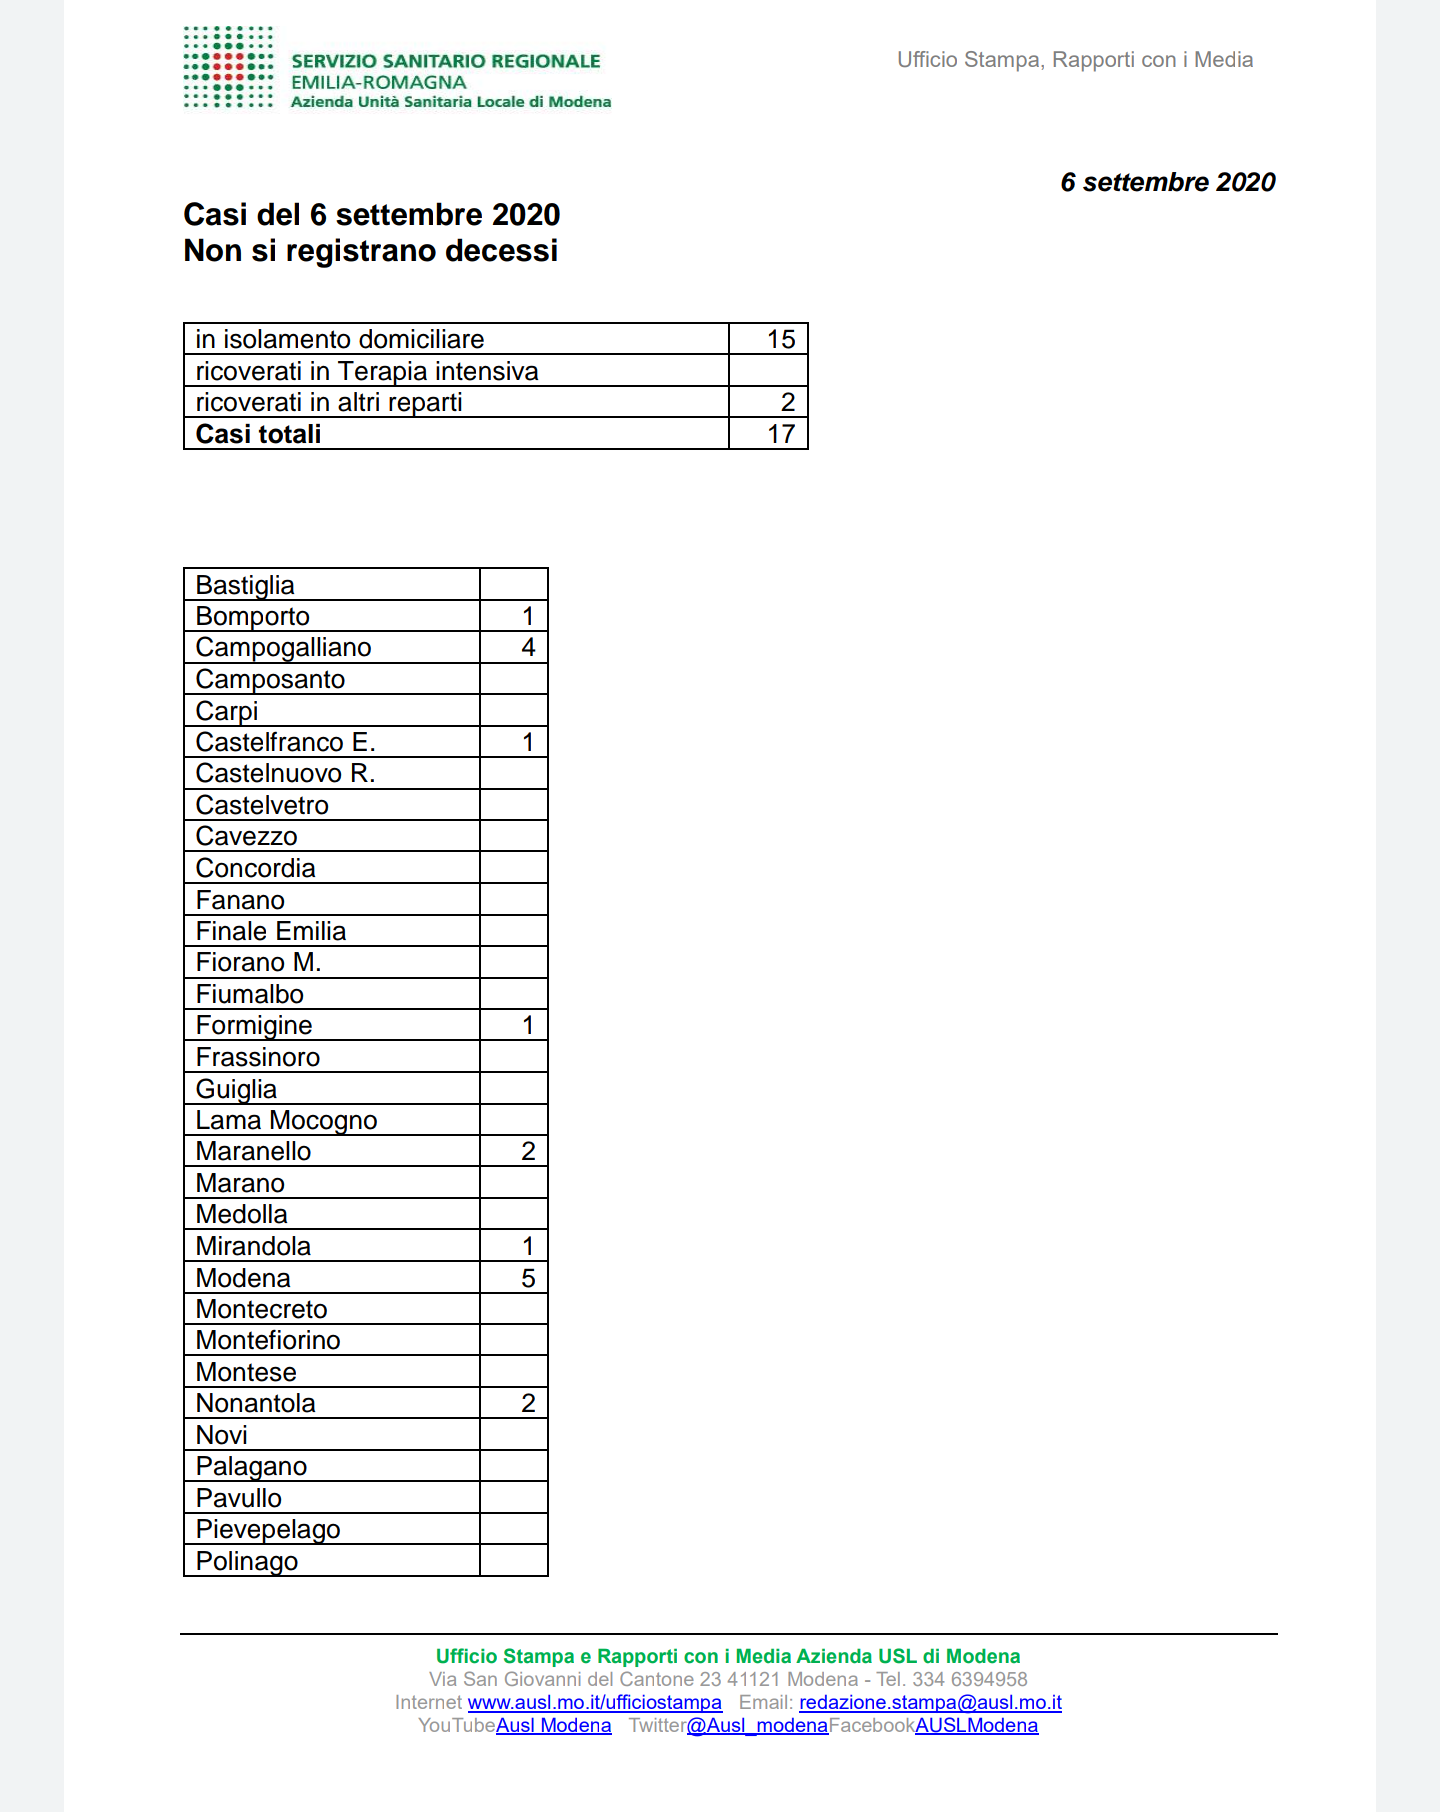 SERVIZIO SANITARIO REGIONALE
EMILIA-ROMAGNA
Azienda Unità Sanitaria Locale di Modena
Ufficio Stampa, Rapporti con i Media
6 settembre 2020
Casi del 6 settembre 2020
Non si registrano decessi
in isolamento domiciliare 15
ricoverati in Terapia intensiva
ricoverati in altri reparti 2
Casi totali 17
Bastiglia
Bomporto 1
Campogalliano 4
Camposanto
Carpi
Castelfranco E. 1
Castelnuovo R.
Castelvetro
Cavezzo
Concordia
Fanano
Finale Emilia
Fiorano M.
Fiumalbo
Formigine 1
Frassinoro
Guiglia
Lama Mocogno
Maranello 2
Marano
Medolla
Mirandola 1
Modena 5
Montecreto
Montefiorino
Montese
Nonantola 2
Novi
Palagano
Pavullo
Pievepelago
Polinago
Ufficio Stampa e Rapporti con i Media Azienda USL di Modena
Via San Giovanni del Cantone 23 41121 Modena - Tel. 334 6394958
Internet www.ausl.mo.it/ufficiostampa Email: redazione.stampa@ausl.mo.it
YouTubeAusl Modena Twitter@Ausl_modenaFacebookAUSLModena